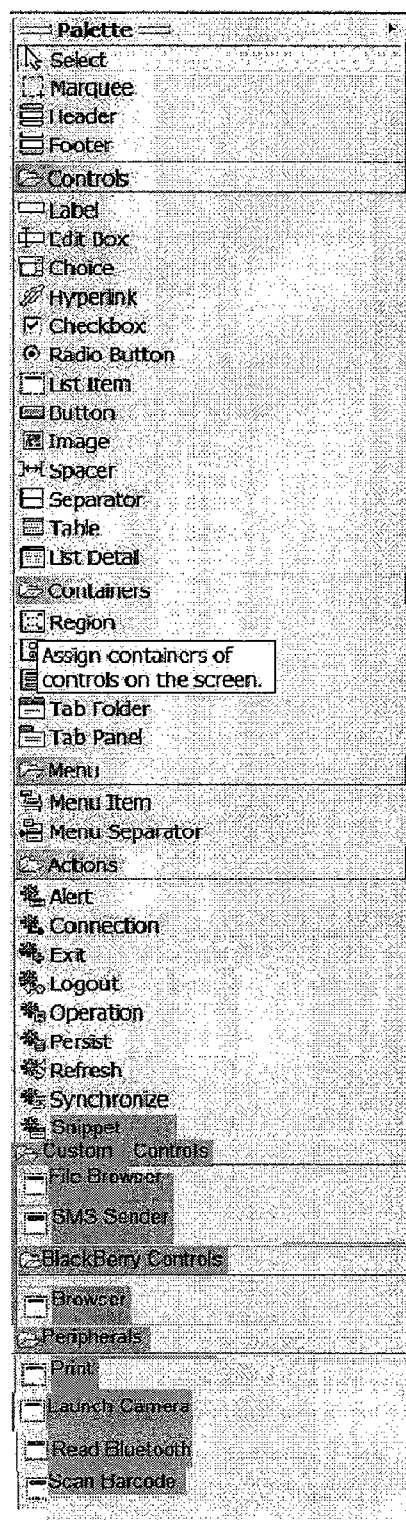 Palette
Select
Marquee
Header
Footer
Controls
Label
Edit Box
Choice
Hyperlink
Checkbox
Radio Button
List Item
Button
Image
Spacer
Separator
Table
List Detail
Containers
Region
Assign containers of
controls on the screen.
Tab Folder
Tab Panel
Menu
Menu Item
Menu Separator
Actions
Alert
Connection
Exit
Logout
Operation
Persist
Refresh
Synchronize
Snippet
Custom Controls
File Browser
SMS Sender
BlackBerry Controls
Browser
Peripherals
Print
Launch Camera
Read Bluetooth
Scan Barcode